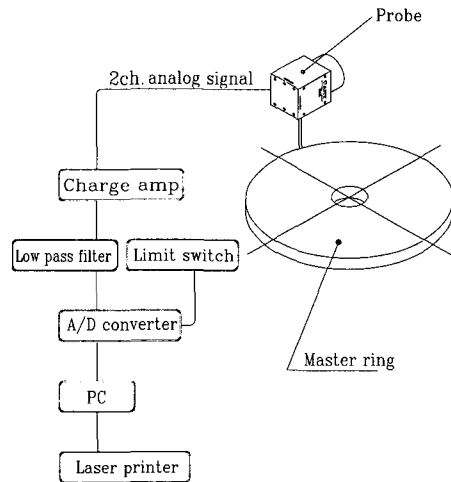 Probe
2ch. analog signal
Charge amp
Low pass filter
Limit switch
A/D converter
Master ring
PC
Laser printer